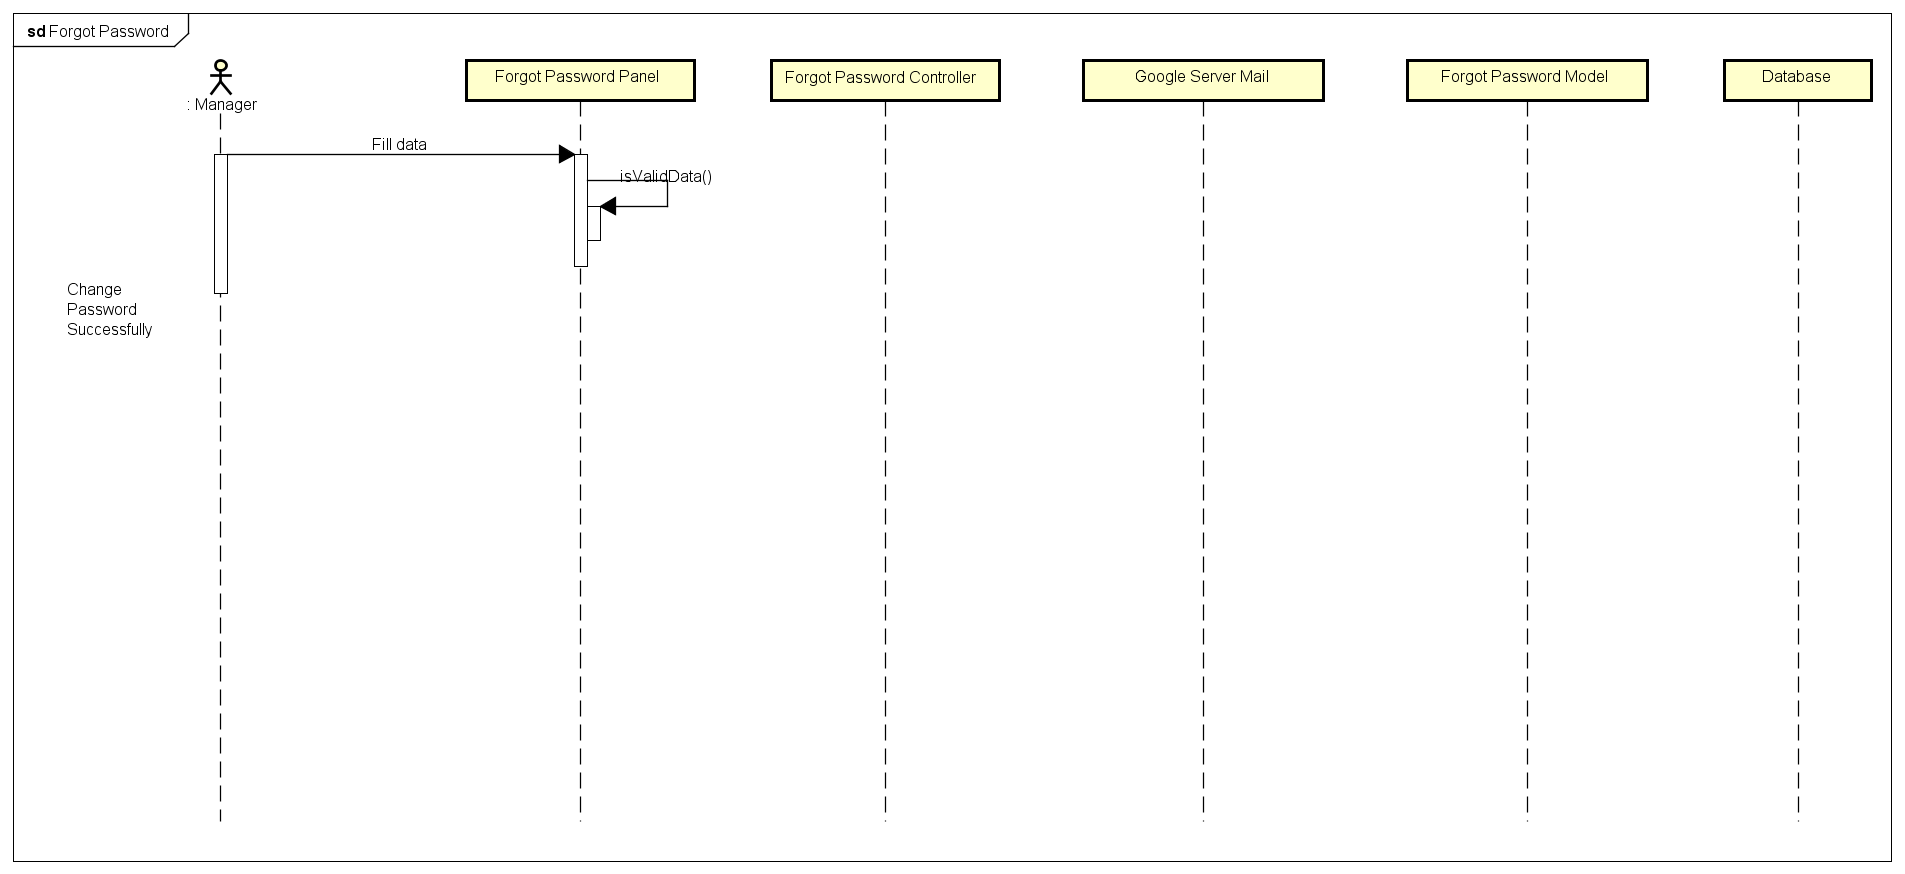 sd Forgot Password
: Manager
Forgot Password Panel
Forgot Password Controller
Google Server Mail
Forgot Password Model
Database
Fill data
isValidData()
Change
Password
Successfully